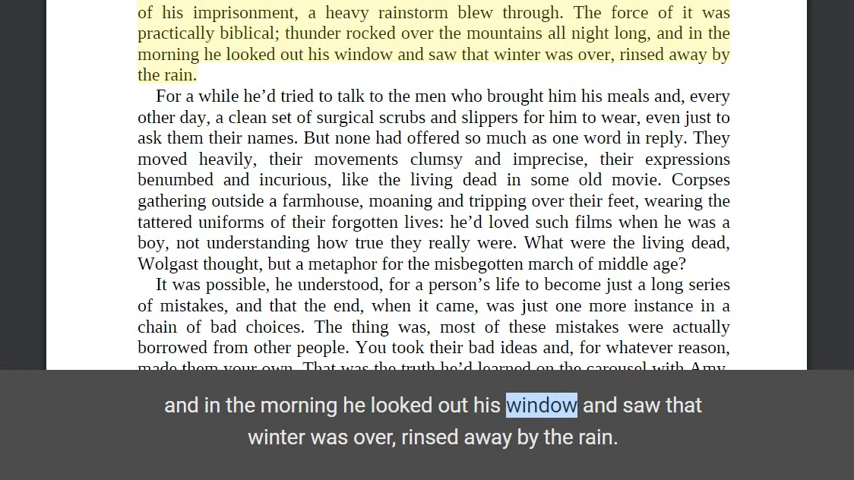 of his imprisonment, a heavy rainstorm blew through. The force of it was
practically biblical; thunder rocked over the mountains all night long, and in the
morning he looked out his window and saw that winter was over, rinsed away by
the rain.
For a while he’d tried to talk to the men who brought him his meals and, every
other day, a clean set of surgical scrubs and slippers for him to wear, even just to
ask them their names. But none had offered so much as one word in reply. They
moved heavily, their movements clumsy and imprecise, their expressions
benumbed and incurious, like the living dead in some old movie. Corpses
gathering outside a farmhouse, moaning and tripping over their feet, wearing the
tattered uniforms of their forgotten lives: he’d loved such films when he was a
boy, not understanding how true they really were. What were the living dead,
Wolgast thought, but a metaphor for the misbegotten march of middle age?
It was possible, he understood, for a person’s life to become just a long series
of mistakes, and that the end, when it came, was just one more instance in a
chain of bad choices. The thing was, most of these mistakes were actually
borrowed from other people. You took their bad ideas and, for whatever reason,
made them your own. That was the truth he’d learned on the carousel with Amy,
and in the morning he looked out his window and saw that
winter was over, rinsed away by the rain.